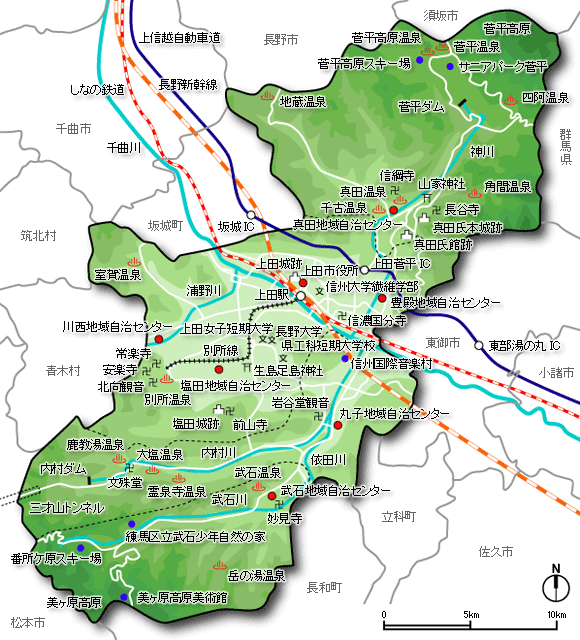 須坂市
上信越自動車道
長野市
菅平高原温泉
菅平高原
菅平温泉
菅平高原スキー場
サニアパーク菅平
しなの鉄道
長野新幹線
地蔵温泉
菅平ダム
四阿温泉
千曲市
群馬県
千曲川
神川
信綱寺
山家神社
真田温泉
角間温泉
千古温泉
長谷寺
坂城町
坂城IC
真田地域自治センター
真田氏本城跡
筑北村
真田氏館跡
上田城跡
上田菅平IC
室賀温泉
上田市役所
浦野川
信州大学繊維学部
上田駅
豊殿地域自治センター
信濃国分寺
川西地域自治センター
上田女子短期大学
長野大学
県工科短期大学校
東御市
東部湯の丸IC
常楽寺
別所線
信州国際音楽村
安楽寺
青木村
生島足島神社
小諸市
北向観音
塩田地域自治センター
別所温泉
岩谷堂観音
塩田城跡
前山寺
丸子地域自治センター
鹿教湯温泉
大塩温泉
内村川
依田川
内村ダム
文殊堂
霊泉寺温泉
武石温泉
武石川
武石地域自治センター
三才山トンネル
妙見寺
立科町
練馬区立武石少年自然の家
佐久市
番所ケ原スキー場
岳の湯温泉
長和町
美ヶ原高原
美ヶ原高原美術館
松本市
N
0
5km
10km